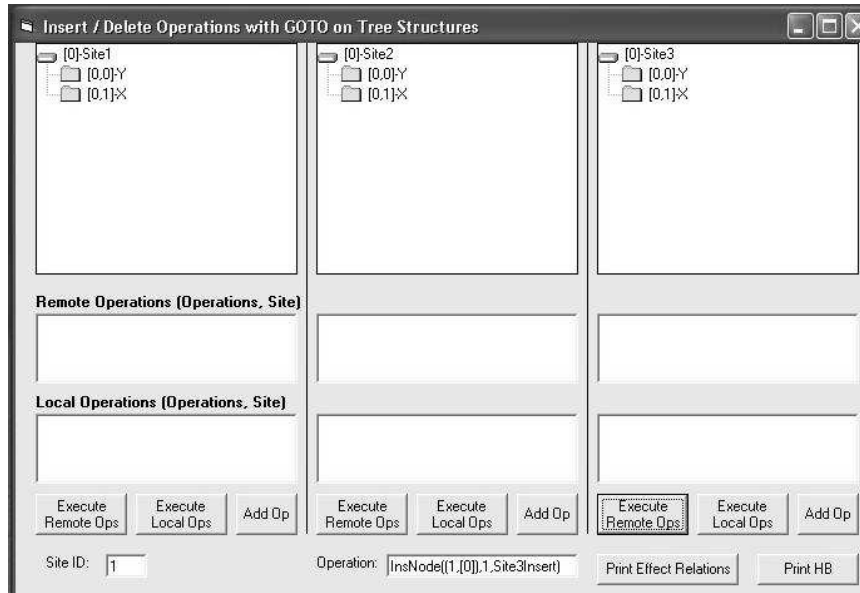 Insert / Delete Operations with GOTO on Tree Structures
[0]-Site1
[0,0]-Y
[0,1]-X
[0]-Site2
[0,0]-Y
[0,1]-X
[0]-Site3
[0,0]-Y
[0,1]-X
Remote Operations (Operations, Site)
Local Operations (Operations, Site)
Execute
Remote Ops
Execute
Local Ops
Add Op
Execute
Remote Ops
Execute
Local Ops
Add Op
Execute
Remote Ops
Execute
Local Ops
Add Op
Site ID:
1
Operation:
InsNode((1,[0]),1,Site3Insert)
Print Effect Relations
Print HB